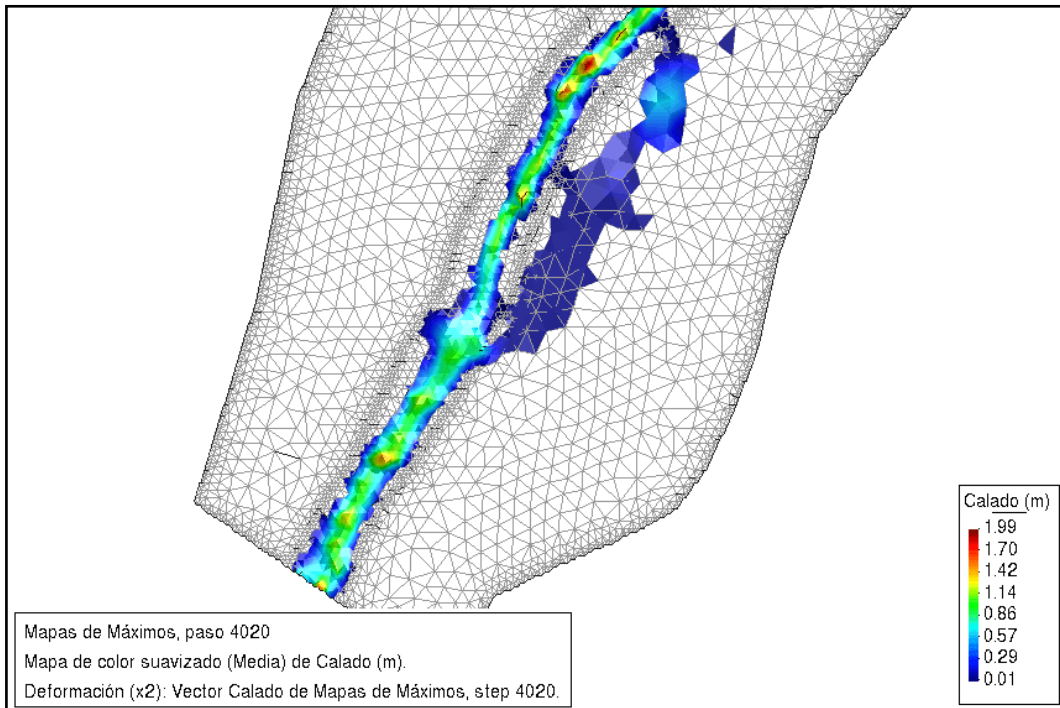 Calado (m)
1.99
1.70
1.42
1.14
0.86
0.57
0.29
0.01
Mapas de Máximos, paso 4020
Mapa de color suavizado (Media) de Calado (m).
Deformación (x2): Vector Calado de Mapas de Máximos, step 4020.